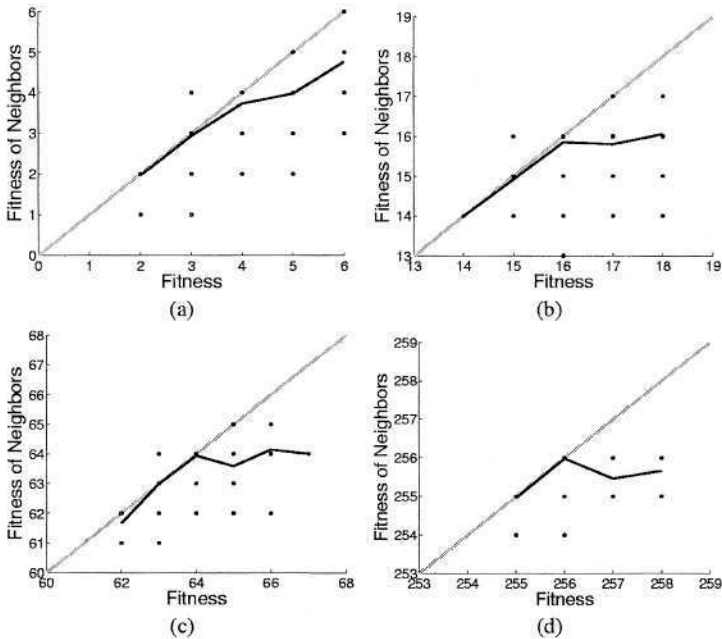 6
5
4
3
2
1
0
Fitness of Neighbors
0 1 2 3 4 5 6
Fitness
(a)
19
18
17
16
15
14
13
Fitness of Neighbors
13 14 15 16 17 18 19
Fitness
(b)
68
67
66
65
64
63
62
61
60
Fitness of Neighbors
60 62 64 66 68
Fitness
(c)
259
258
257
256
255
254
253
Fitness of Neighbors
253 254 255 256 257 258 259
Fitness
(d)